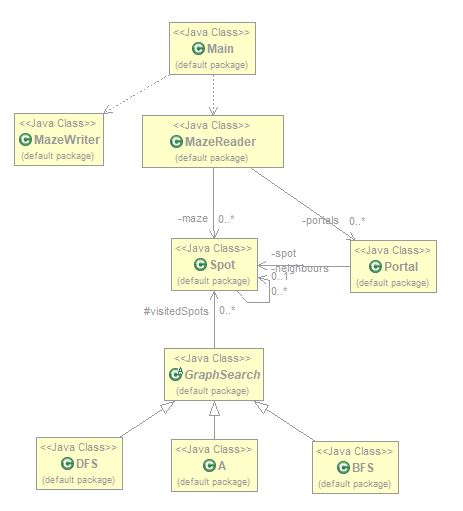 <<Java Class>>
Main
(default package)
<<Java Class>>
MazeWriter
(default package)
<<Java Class>>
MazeReader
(default package)
-maze 0..*
-portals 0..*
<<Java Class>>
Spot
(default package)
-spot
0..1
-neighbours
0..*
<<Java Class>>
Portal
(default package)
#visitedSpots 0..*
<<Java Class>>
GraphSearch
(default package)
<<Java Class>>
DFS
(default package)
<<Java Class>>
A
(default package)
<<Java Class>>
BFS
(default package)